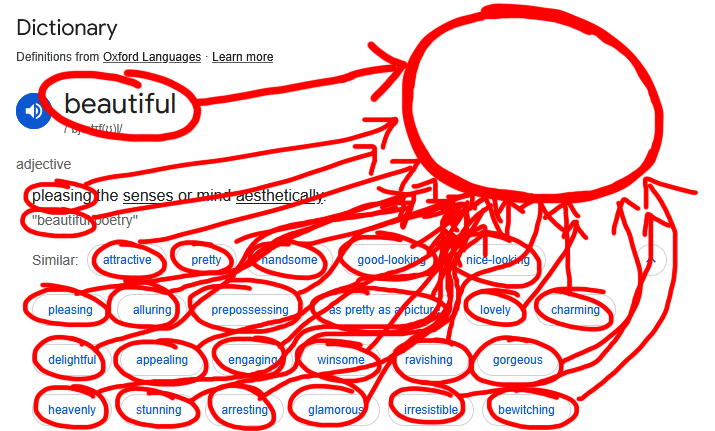 Dictionary
Definitions from Oxford Languages · Learn more
beautiful
adjective
pleasing the senses or mind aesthetically.
"beautiful poetry"
Similar: attractive pretty handsome good-looking nice-looking
pleasing alluring prepossessing as pretty as a picture lovely charming
delightful appealing engaging winsome ravishing gorgeous
heavenly stunning arresting glamorous irresistible bewitching